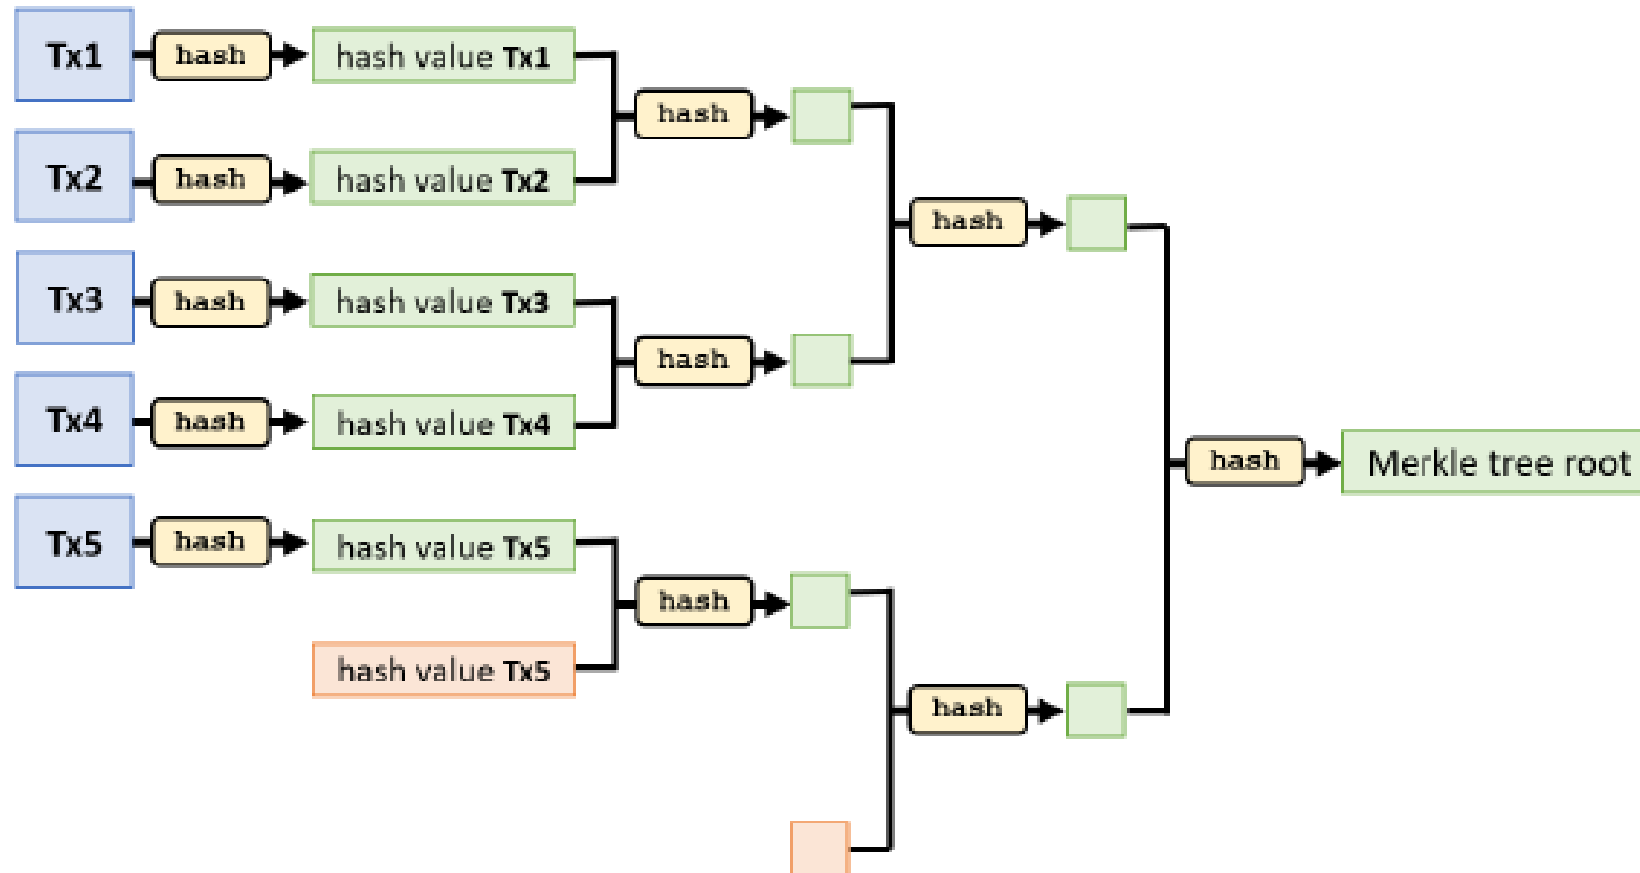 Tx1 hash hash value Tx1
hash
Tx2 hash hash value Tx2
hash
Tx3 hash hash value Tx3
hash
Tx4 hash hash value Tx4
hash Merkle tree root
Tx5 hash hash value Tx5
hash
hash value Tx5
hash